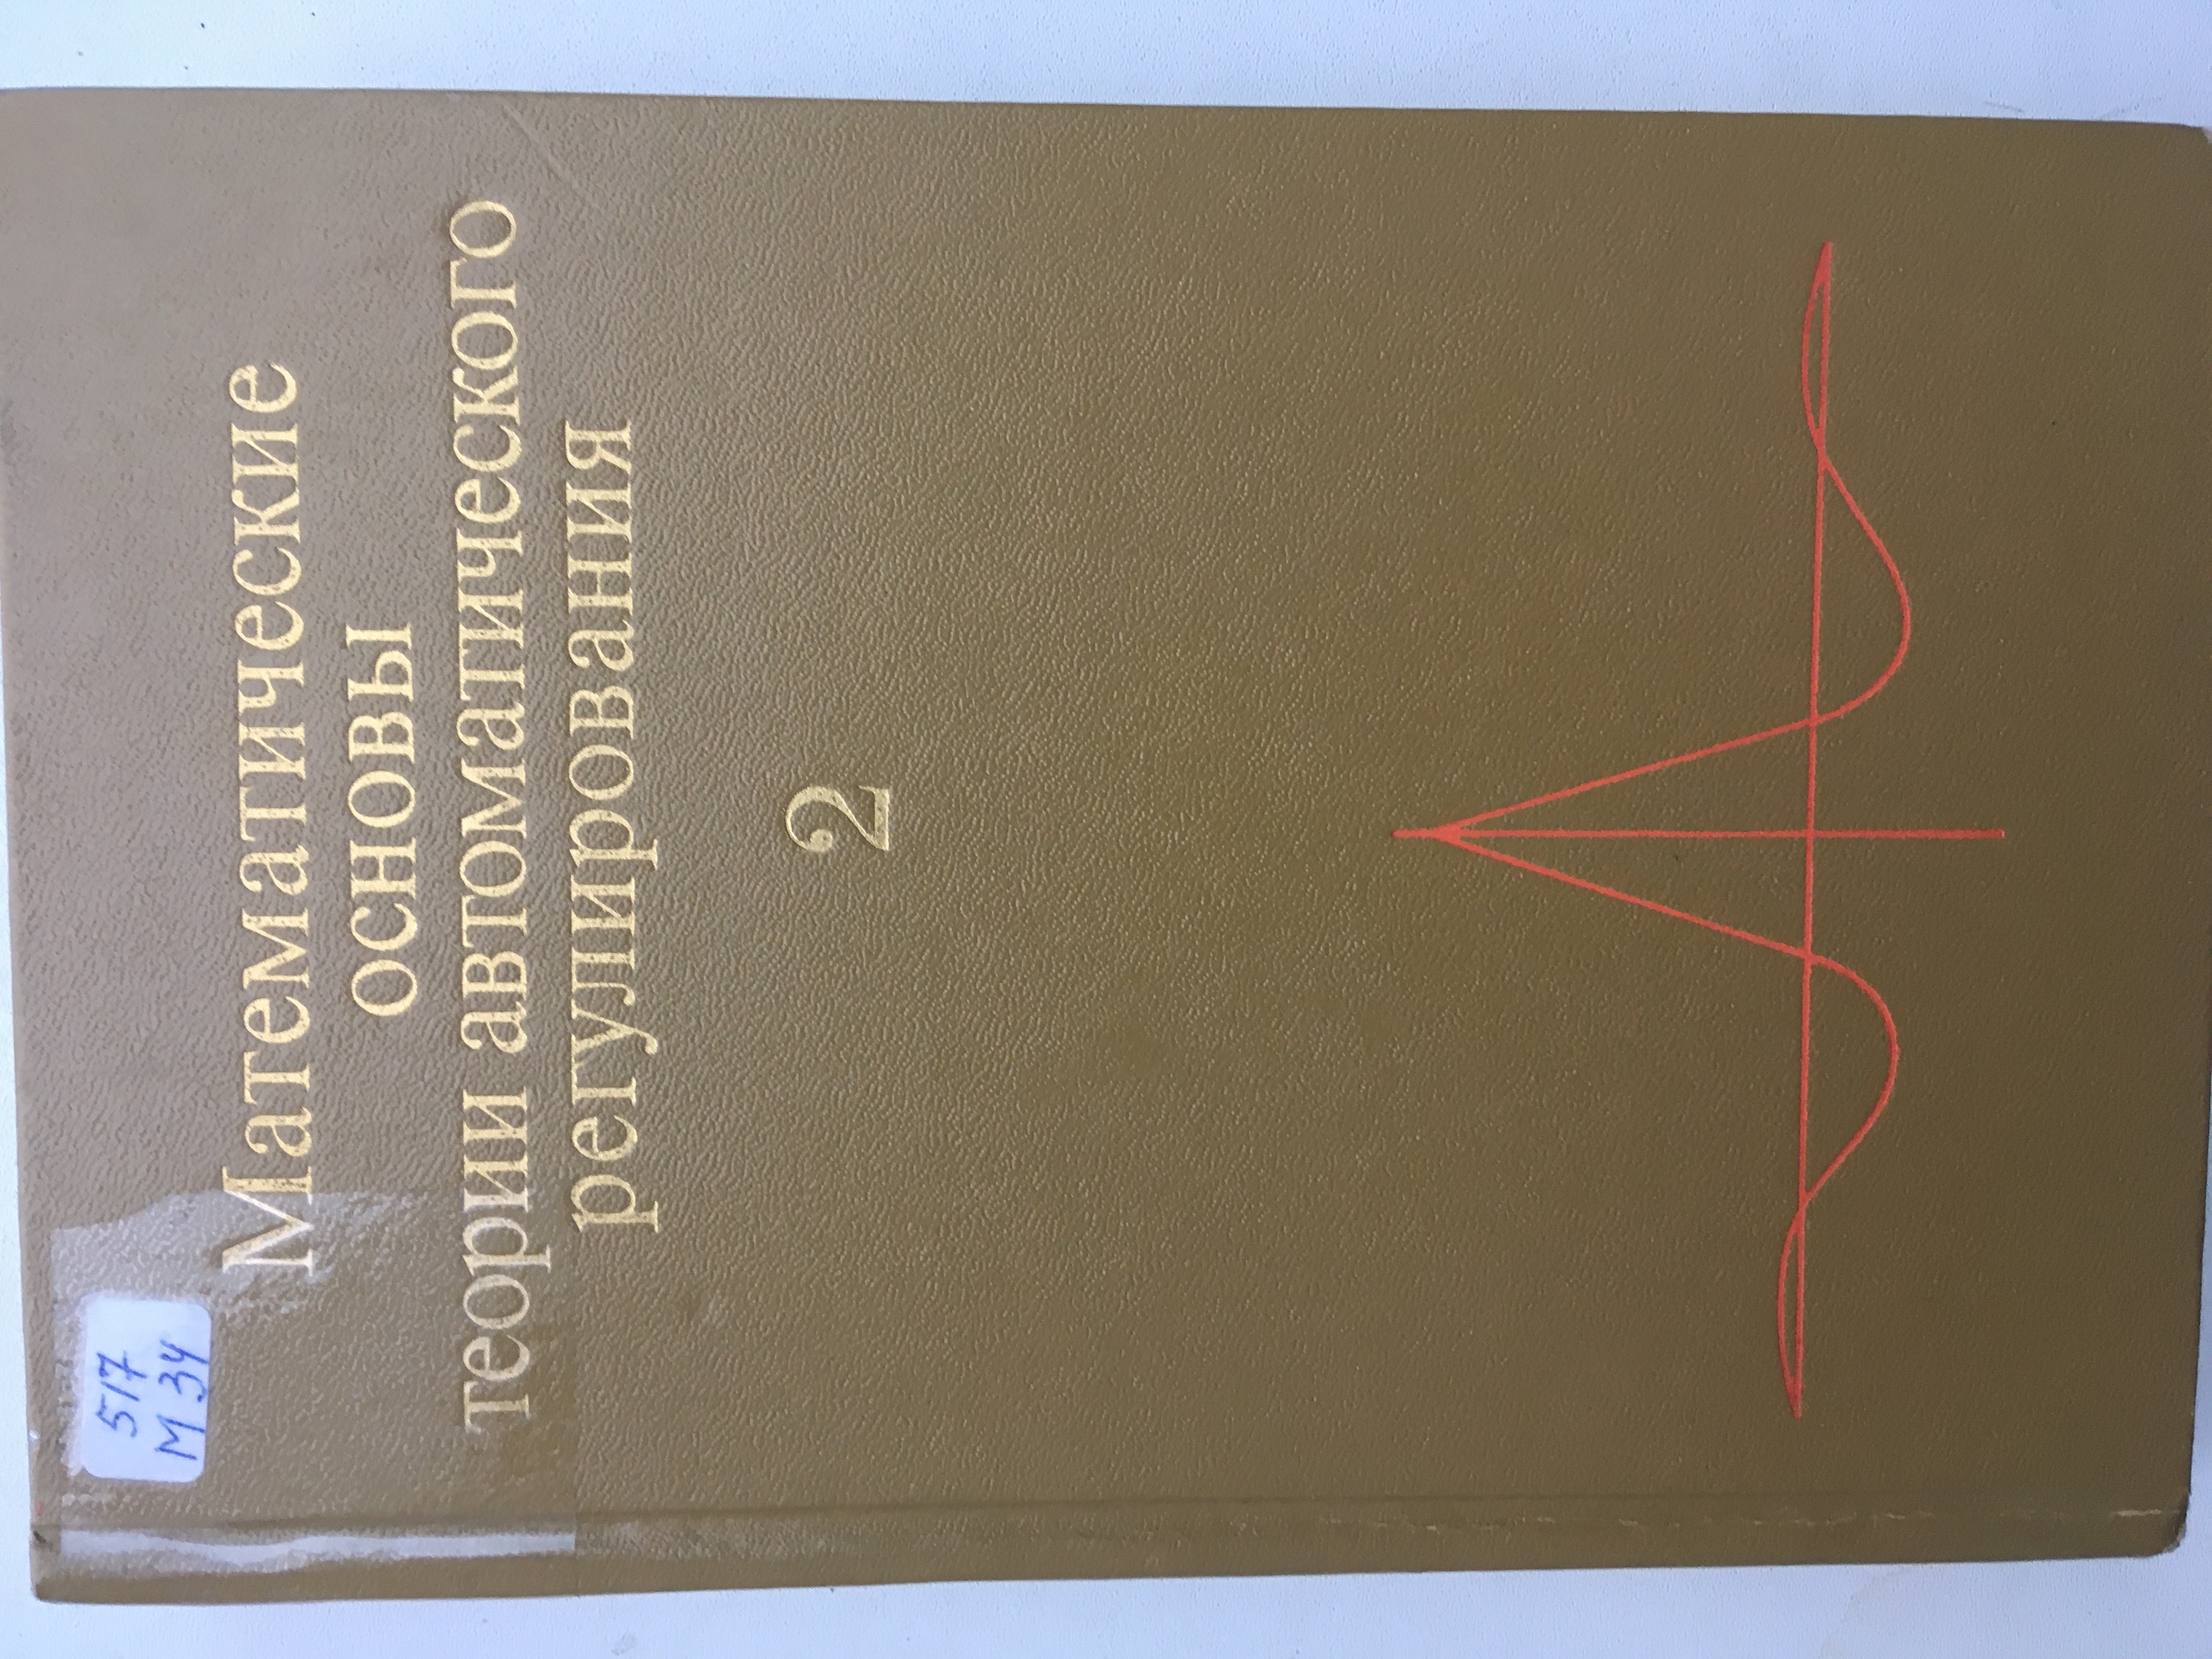 517
М 34
Математические
основы
теории автоматического
регулирования
2